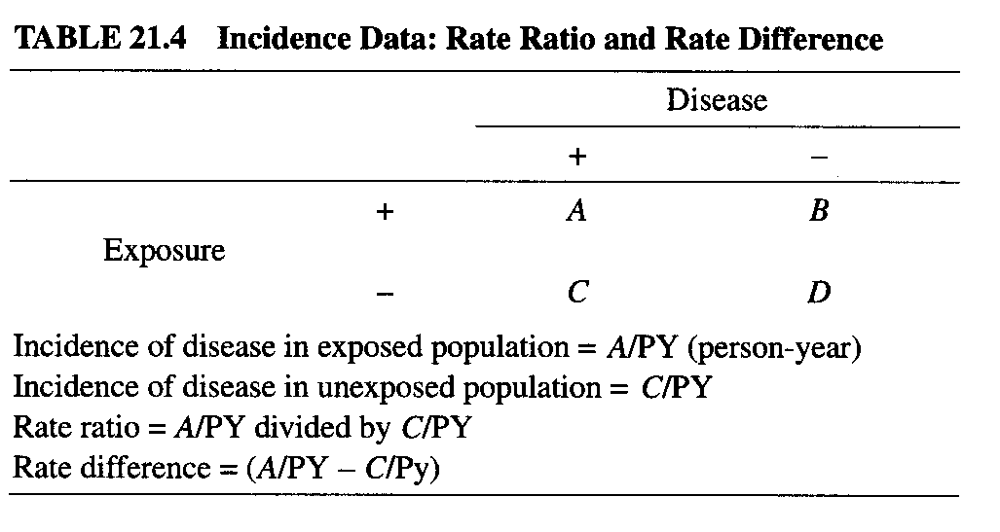 TABLE 21.4 Incidence Data: Rate Ratio and Rate Difference
Disease
+ –
+ A B
Exposure
– C D
Incidence of disease in exposed population = A/PY (person-year)
Incidence of disease in unexposed population = C/PY
Rate ratio = A/PY divided by C/PY
Rate difference = (A/PY – C/Py)